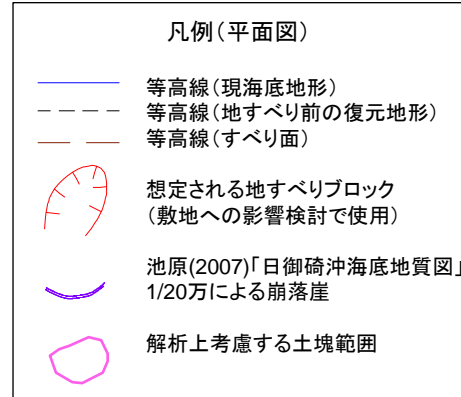 凡例(平面図)
等高線(現海底地形)
等高線(地すべり前の復元地形)
等高線(すべり面)
想定される地すべりブロック
(敷地への影響検討で使用)
池原(2007)「日御碕沖海底地質図」
1/20万による崩落崖
解析上考慮する土塊範囲